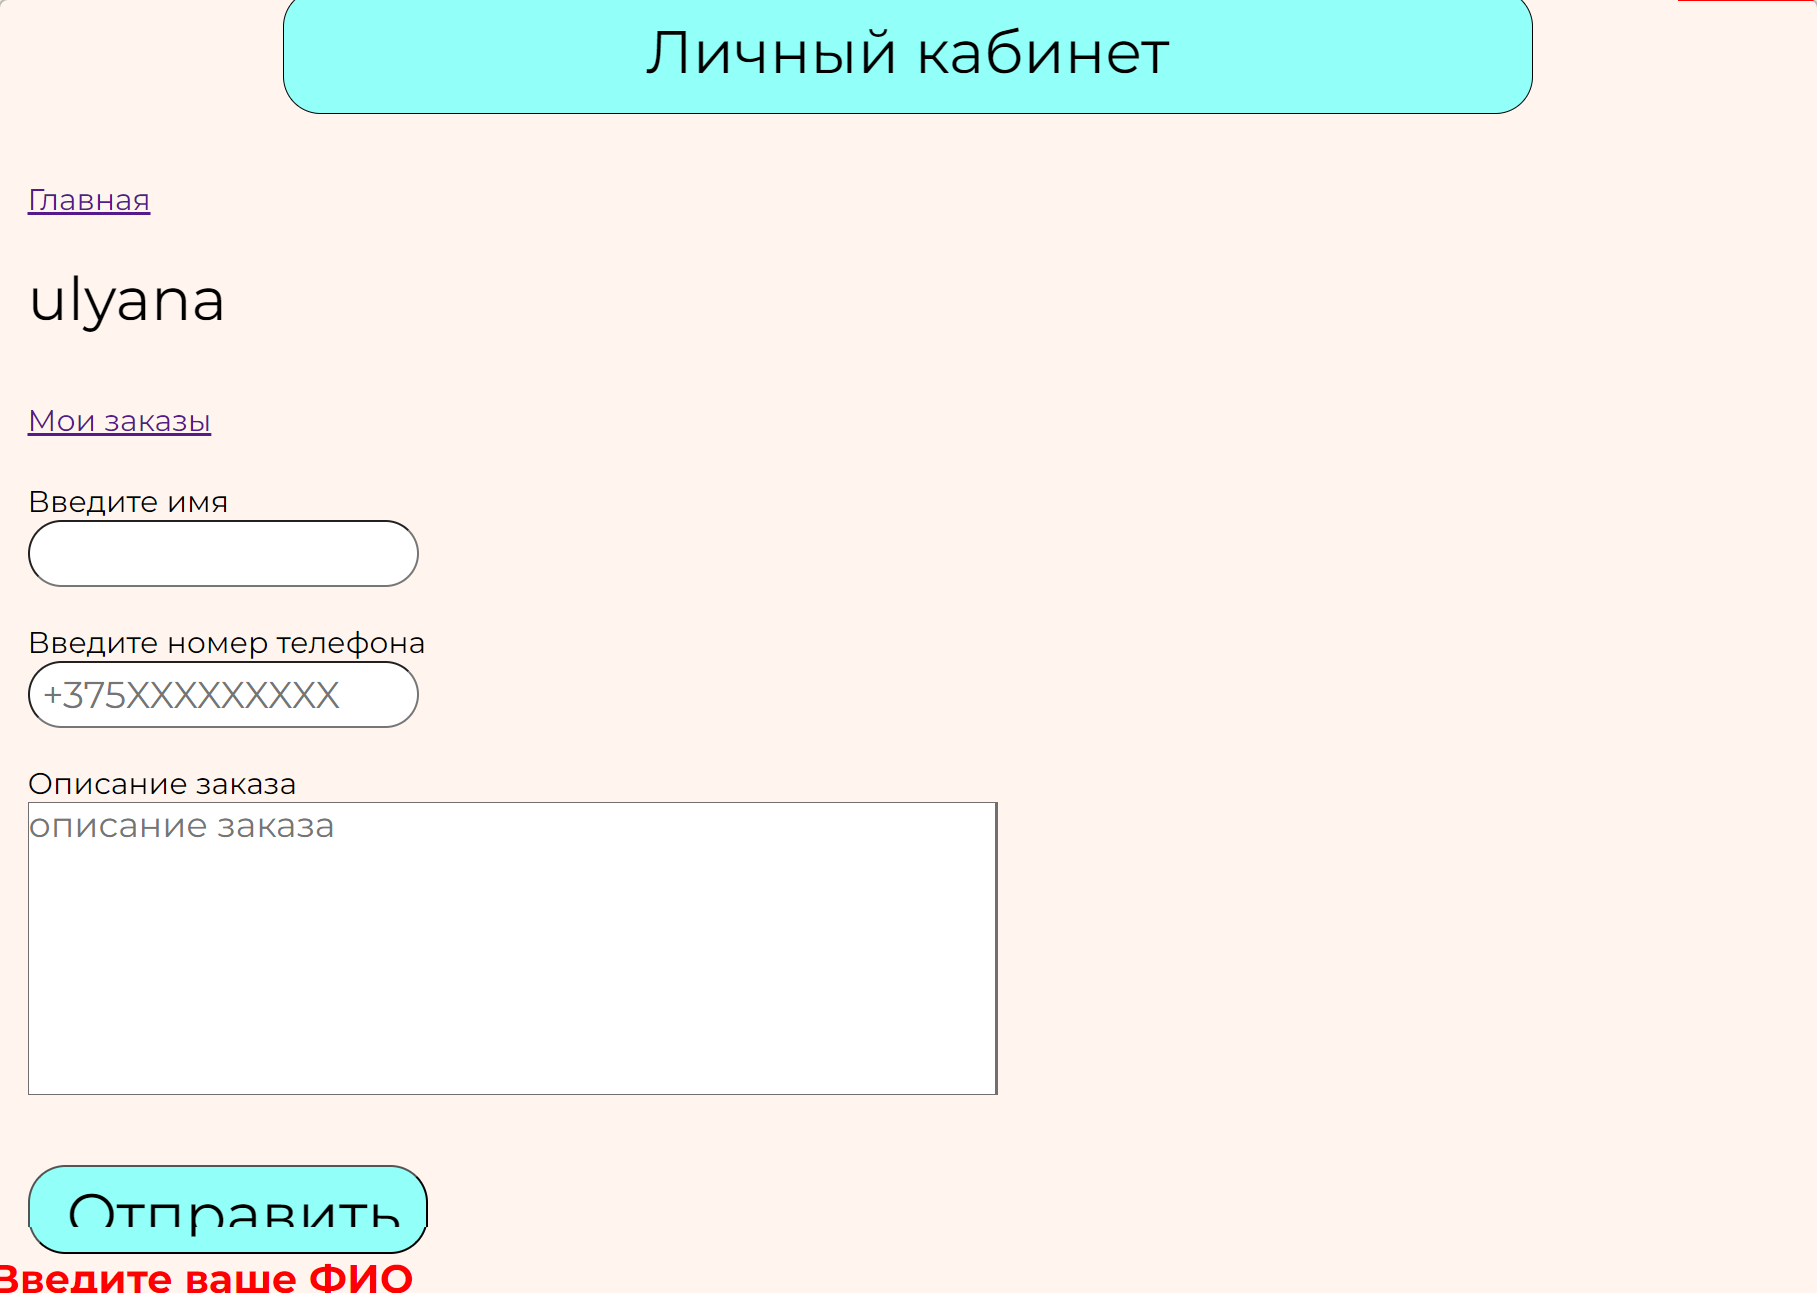 Личный кабинет
Главная
ulyana
Мои заказы
Введите имя
Введите номер телефона
+375XXXXXXXXX
Описание заказа
описание заказа
Отправить
Введите ваше ФИО